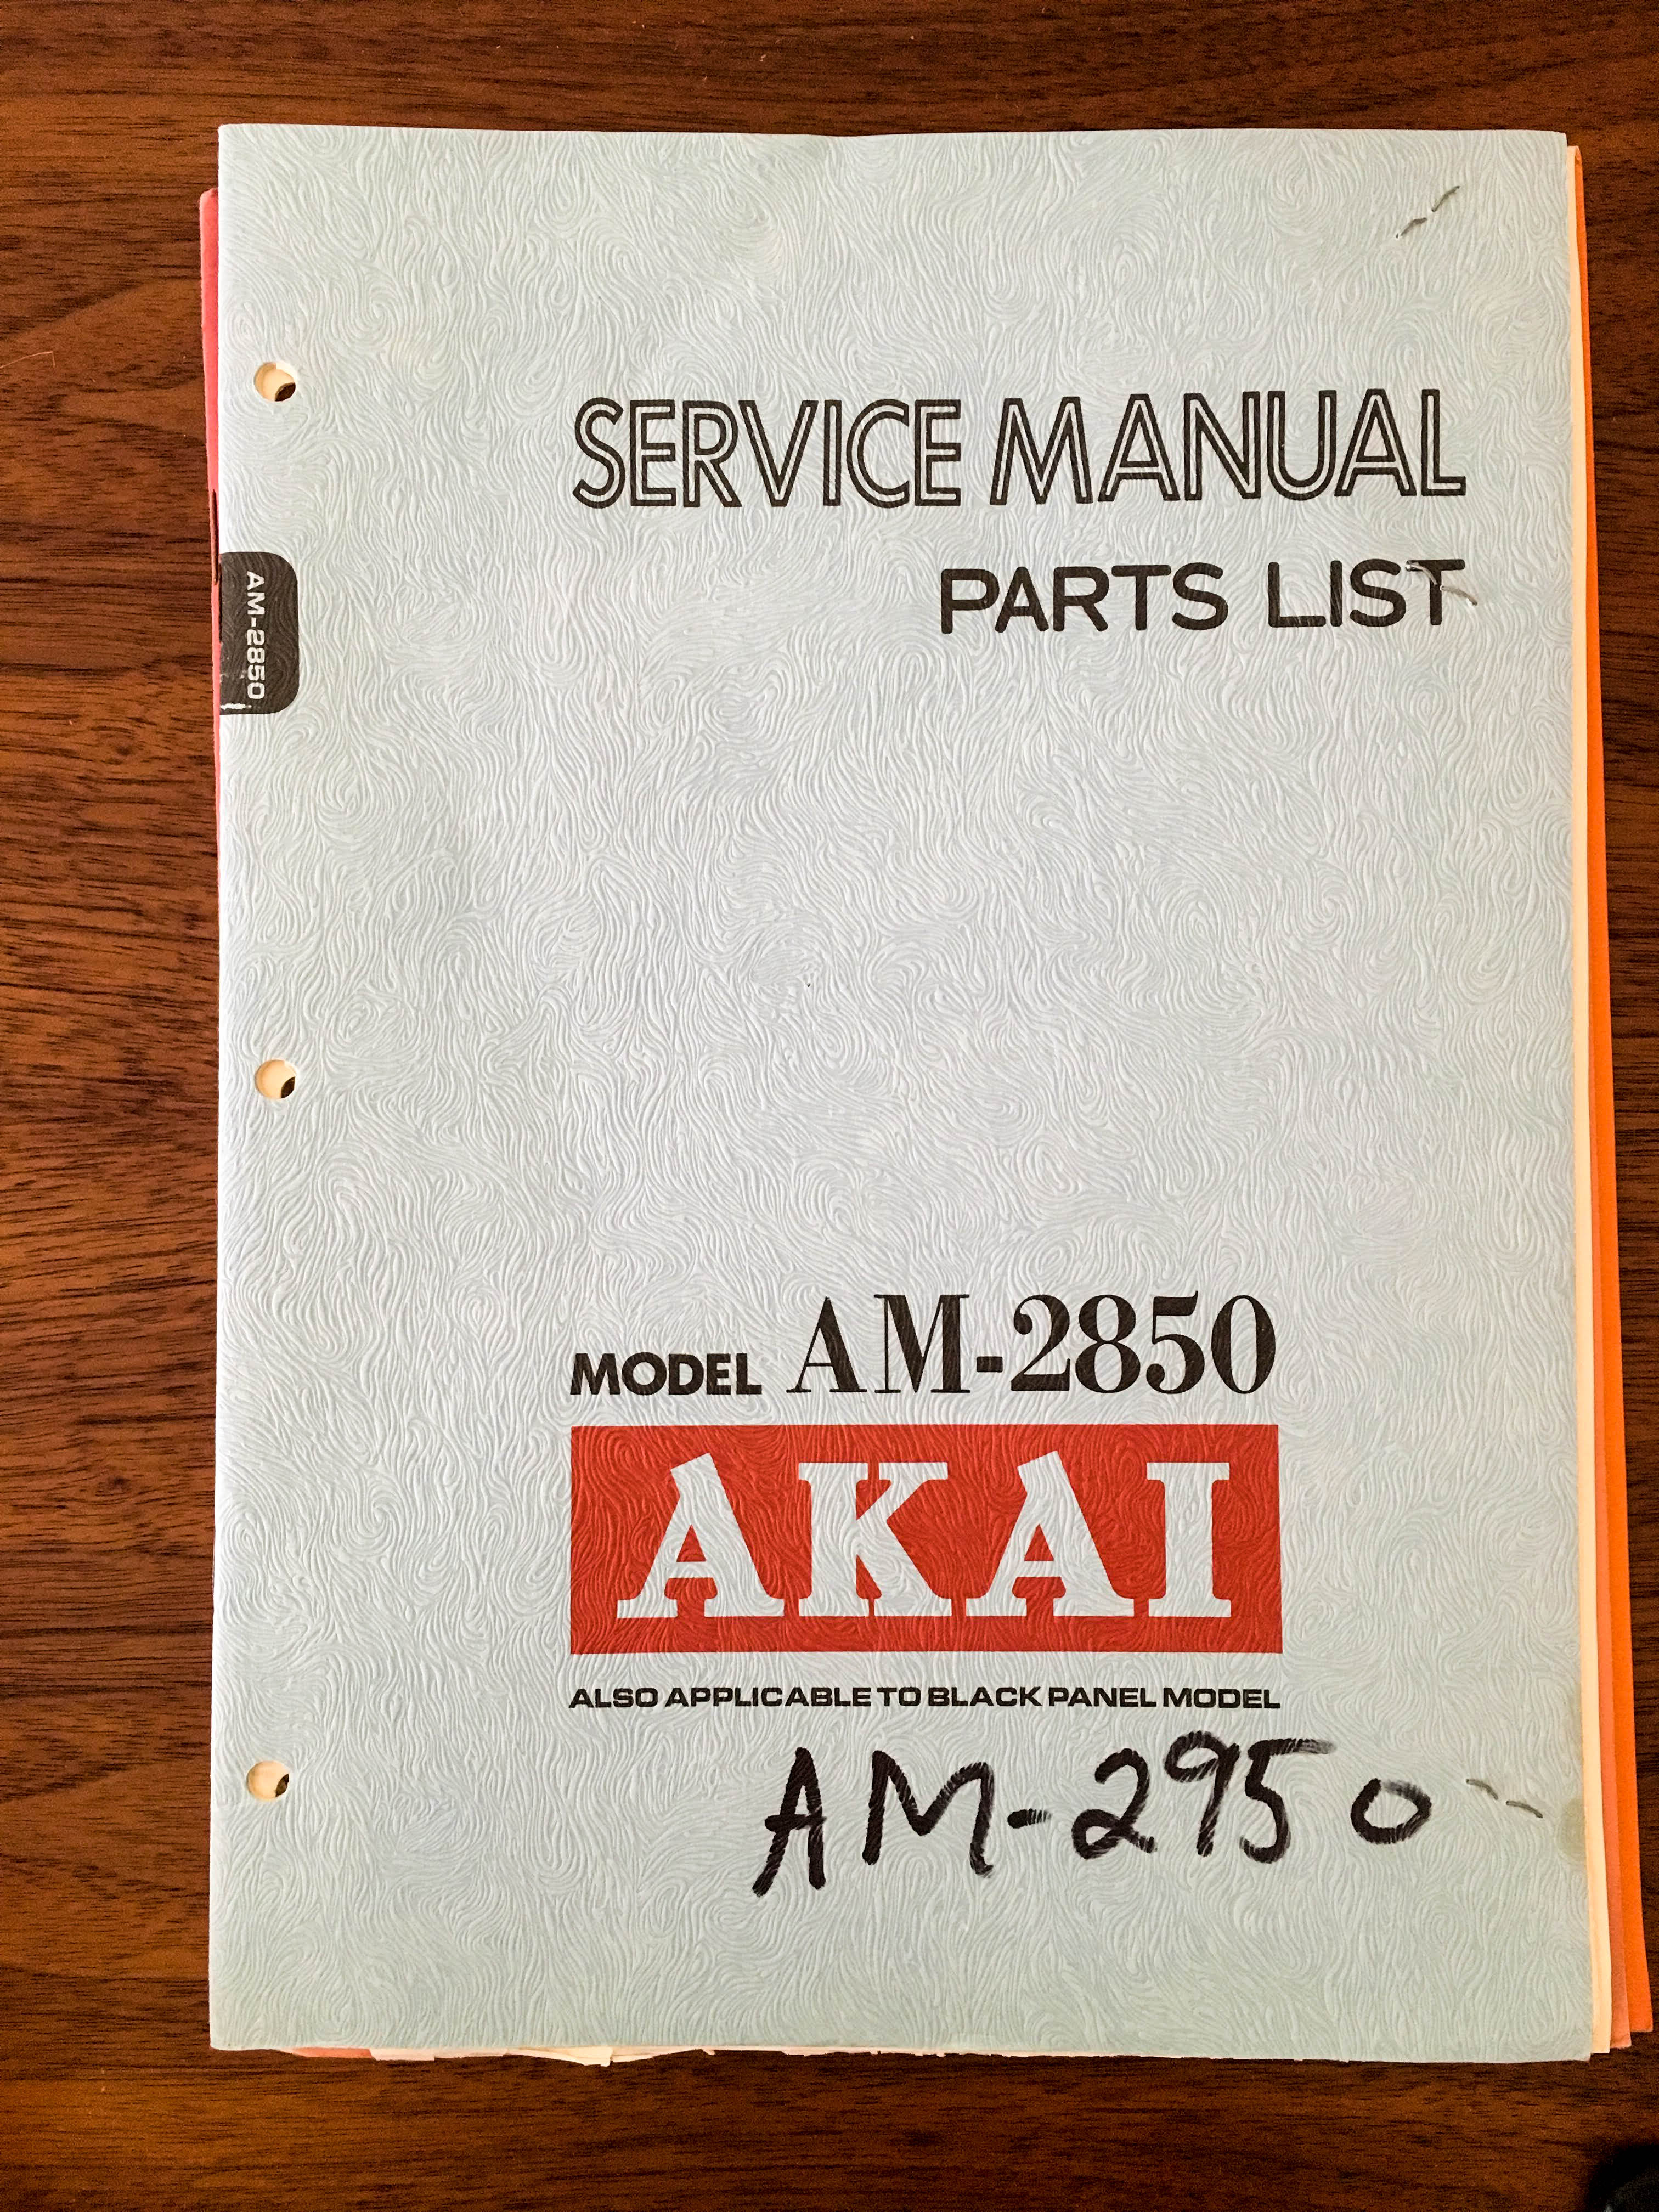 SERVICE MANUAL
PARTS LIST
AM-2850
MODEL AM-2850
AKAI
ALSO APPLICABLE TO BLACK PANEL MODEL
AM-2950